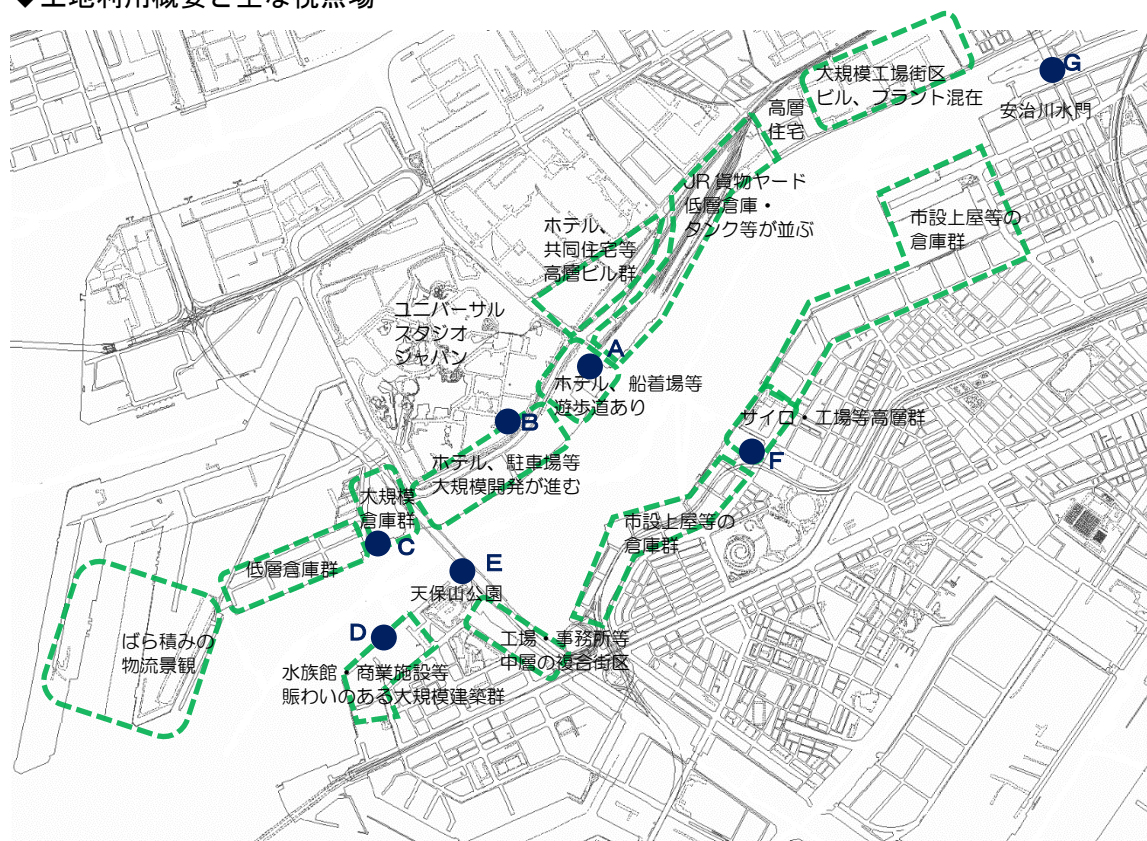 ◆土地利用概要と主な視点場
大規模工場街区
ビル、プラント混在
G
安治川水門
高層
住宅
JR 貨物ヤード
低層倉庫・
タンク等が並ぶ
市設上屋等の
倉庫群
ホテル、
共同住宅等
高層ビル群
ユニバーサル
スタジオ
ジャパン
A
ホテル、船着場等
遊歩道あり
B
サイロ・工場等高層群
F
ホテル、駐車場等
大規模開発が進む
大規模
倉庫群
C
市設上屋等の
倉庫群
低層倉庫群
E
天保山公園
D
ばら積みの
物流景観
工場・事務所等
中層の複合街区
水族館・商業施設等
賑わいのある大規模建築群